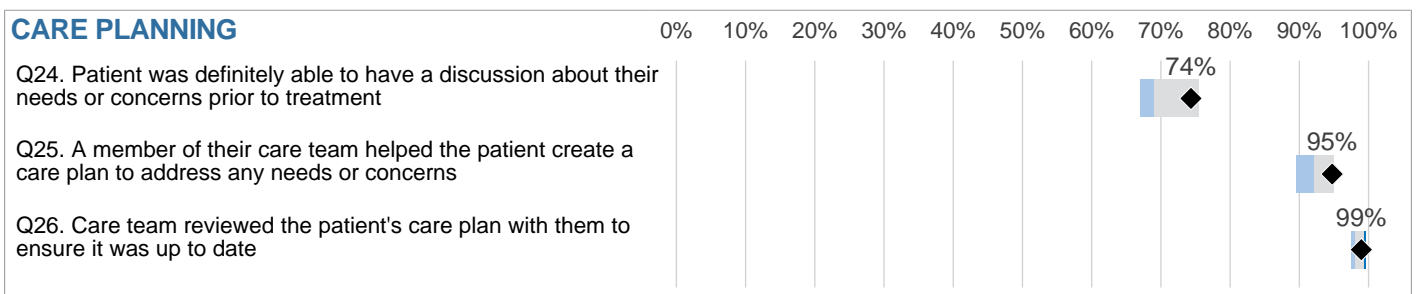 CARE PLANNING
0% 10% 20% 30% 40% 50% 60% 70% 80% 90% 100%
Q24. Patient was definitely able to have a discussion about their
needs or concerns prior to treatment
74%
Q25. A member of their care team helped the patient create a
care plan to address any needs or concerns
95%
Q26. Care team reviewed the patient's care plan with them to
ensure it was up to date
99%